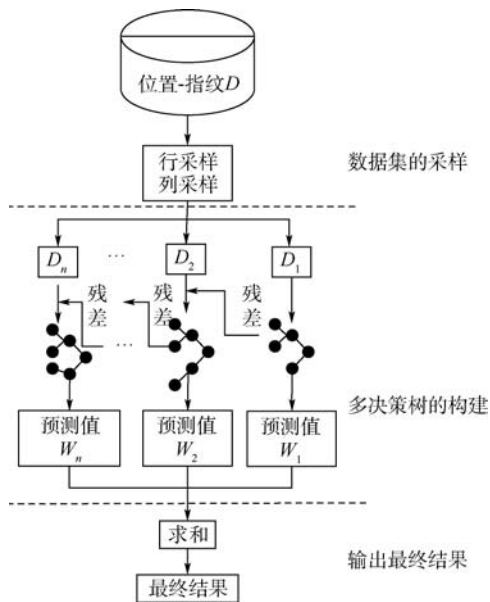 位置-指纹D
行采样
列采样
数据集的采样
Dn
…
D2
D1
残差
残差
残差
…
预测值
Wn
预测值
W2
预测值
W1
多决策树的构建
求和
最终结果
输出最终结果